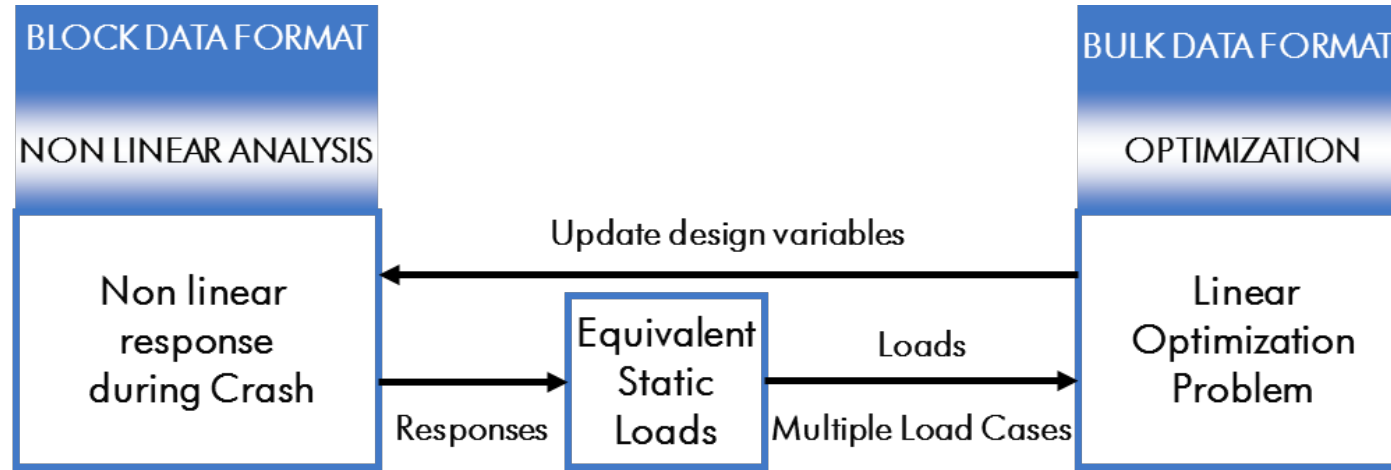 BLOCK DATA FORMAT
NON LINEAR ANALYSIS
Non linear
response
during Crash
Update design variables
Responses
Equivalent
Static
Loads
Loads
Multiple Load Cases
BULK DATA FORMAT
OPTIMIZATION
Linear
Optimization
Problem